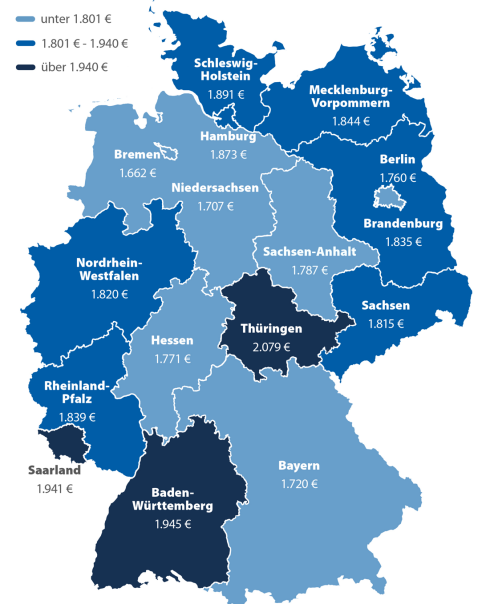 unter 1.801 €
1.801 € - 1.940 €
über 1.940 €
Schleswig-
Holstein
1.891 €
Mecklenburg-
Vorpommern
1.844 €
Hamburg
1.873 €
Bremen
1.662 €
Berlin
1.760 €
Niedersachsen
1.707 €
Brandenburg
1.835 €
Sachsen-Anhalt
1.787 €
Nordrhein-
Westfalen
1.820 €
Sachsen
1.815 €
Thüringen
2.079 €
Hessen
1.771 €
Rheinland-
Pfalz
1.839 €
Saarland
1.941 €
Bayern
1.720 €
Baden-
Württemberg
1.945 €